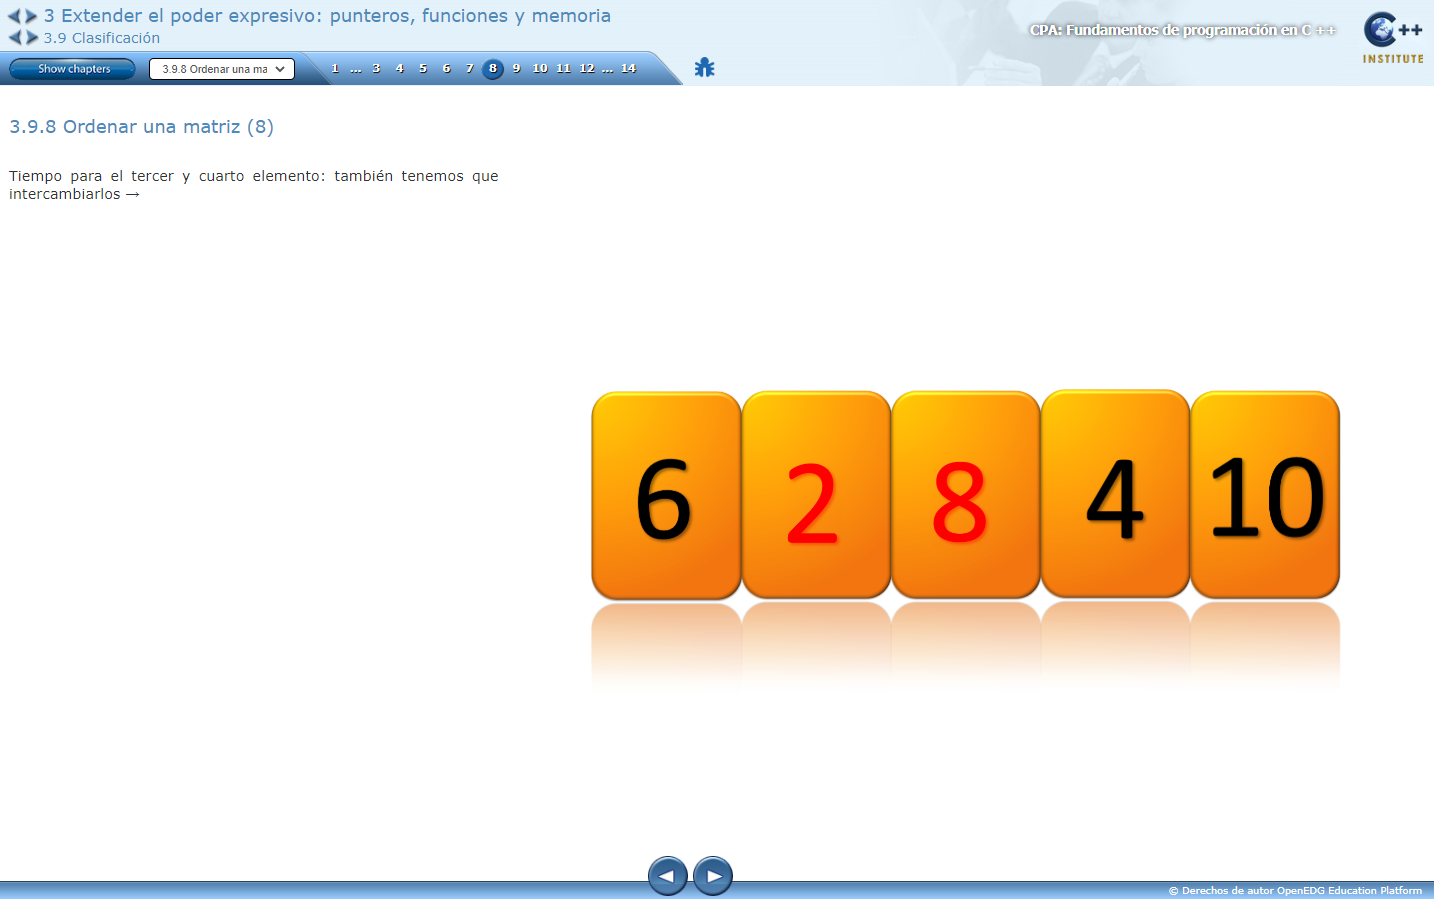 3 Extender el poder expresivo: punteros, funciones y memoria
3.9 Clasificación
CPA: Fundamentos de programación en C ++
C++
INSTITUTE
Show chapters
3.9.8 Ordenar una ma
1 ... 3 4 5 6 7 8 9 10 11 12 ... 14
3.9.8 Ordenar una matriz (8)
Tiempo para el tercer y cuarto elemento: también tenemos que
intercambiarlos →
6 2 8 4 10
© Derechos de autor OpenEDG Education Platform